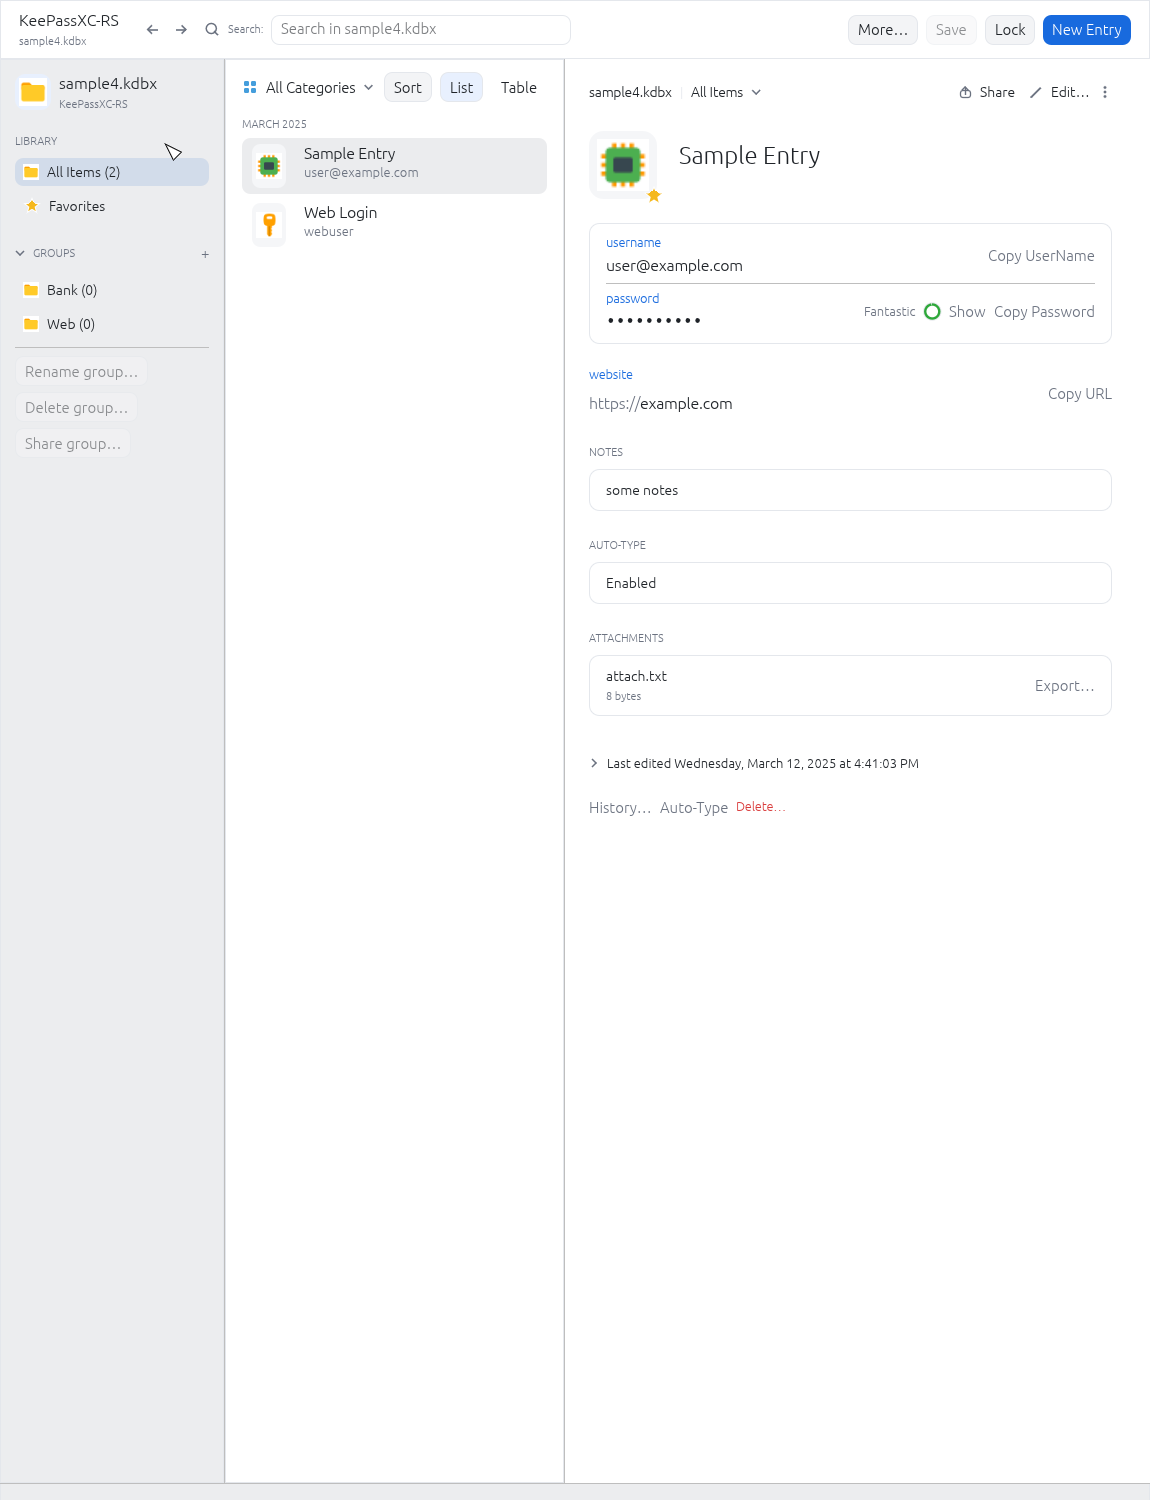 KeePassXC-RS
sample4.kdbx
Search:
Search in sample4.kdbx
More...
Save
Lock
New Entry
sample4.kdbx
KeePassXC-RS
LIBRARY
All Items (2)
Favorites
GROUPS
+
Bank (0)
Web (0)
Rename group...
Delete group...
Share group...
All Categories
Sort
List
Table
MARCH 2025
Sample Entry
user@example.com
Web Login
webuser
sample4.kdbx
All Items
Share
Edit...
Sample Entry
username
user@example.com
Copy UserName
password
••••••••••
Fantastic
Show
Copy Password
website
https://example.com
Copy URL
NOTES
some notes
AUTO-TYPE
Enabled
ATTACHMENTS
attach.txt
8 bytes
Export...
Last edited Wednesday, March 12, 2025 at 4:41:03 PM
History...
Auto-Type
Delete...